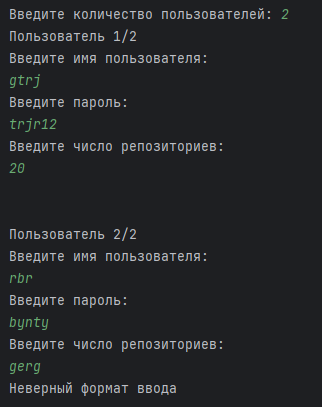 Введите количество пользователей: 2
Пользователь 1/2
Введите имя пользователя:
gtrj
Введите пароль:
trjr12
Введите число репозиториев:
20
Пользователь 2/2
Введите имя пользователя:
rbr
Введите пароль:
bynty
Введите число репозиториев:
gerg
Неверный формат ввода